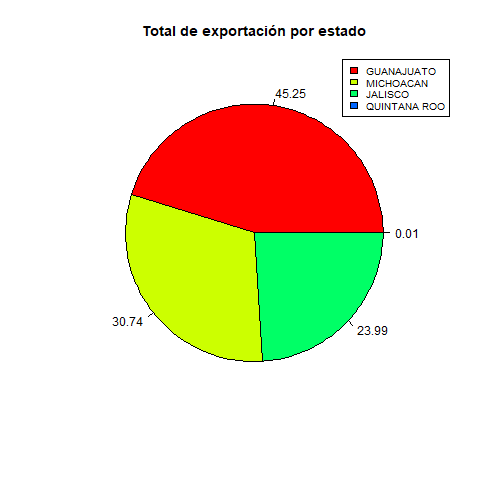 Total de exportación por estado
GUANAJUATO
MICHOACAN
JALISCO
QUINTANA ROO
45.25
0.01
30.74
23.99